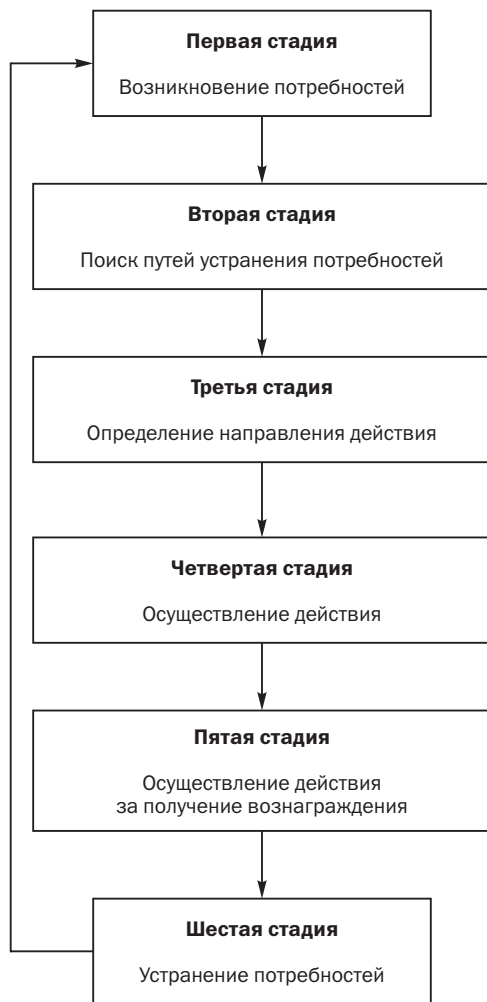 Первая стадия
Возникновение потребностей
Вторая стадия
Поиск путей устранения потребностей
Третья стадия
Определение направления действия
Четвертая стадия
Осуществление действия
Пятая стадия
Осуществление действия
за получение вознаграждения
Шестая стадия
Устранение потребностей